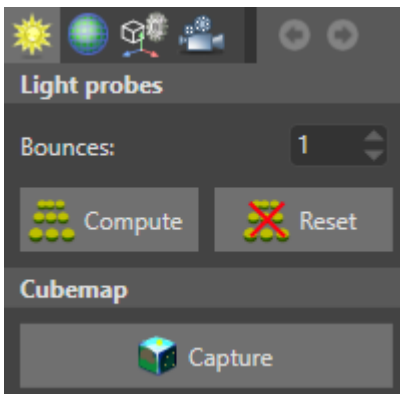 Light probes
Bounces: 1
Compute Reset
Cubemap
Capture